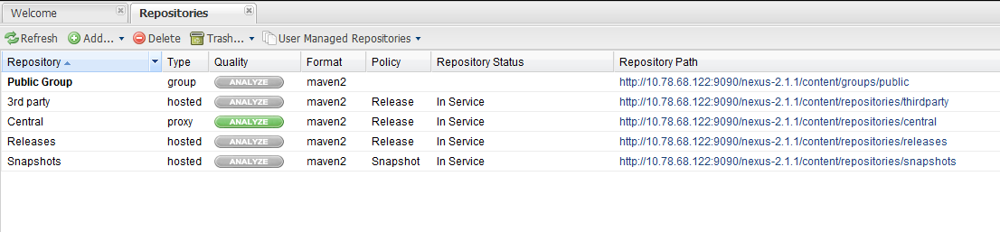 Welcome Repositories
Refresh Add... Delete Trash... User Managed Repositories
Repository Type Quality Format Policy Repository Status Repository Path
Public Group group ANALYZE maven2 http://10.78.68.122:9090/nexus-2.1.1/content/groups/public
3rd party hosted ANALYZE maven2 Release In Service http://10.78.68.122:9090/nexus-2.1.1/content/repositories/thirdparty
Central proxy ANALYZE maven2 Release In Service http://10.78.68.122:9090/nexus-2.1.1/content/repositories/central
Releases hosted ANALYZE maven2 Release In Service http://10.78.68.122:9090/nexus-2.1.1/content/repositories/releases
Snapshots hosted ANALYZE maven2 Snapshot In Service http://10.78.68.122:9090/nexus-2.1.1/content/repositories/snapshots